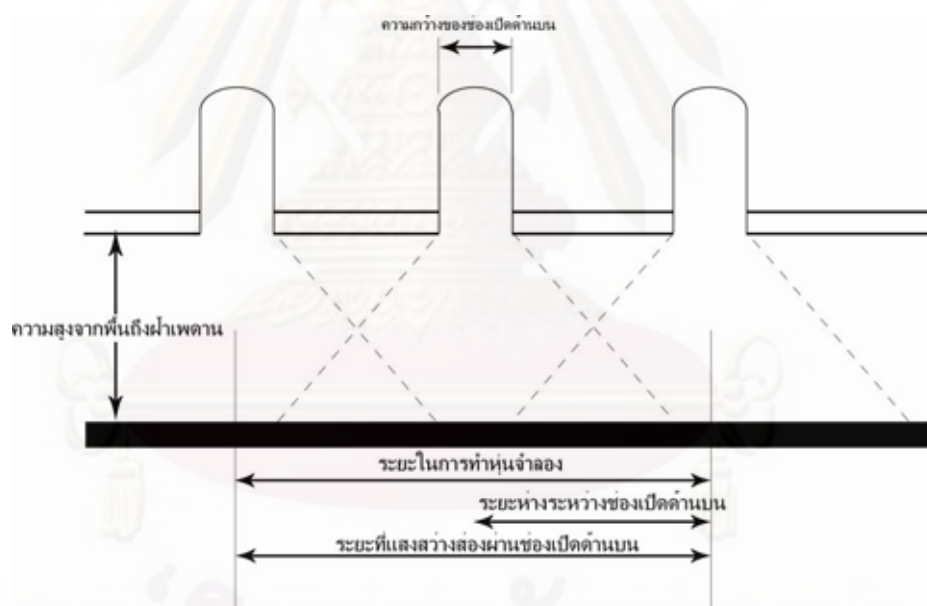 ความกว้างของช่องเปิดด้านบน
ความสูงจากพื้นถึงฝ้าเพดาน
ระยะในการทำหุ่นจำลอง
ระยะห่างระหว่างช่องเปิดด้านบน
ระยะที่แสงสว่างส่องผ่านช่องเปิดด้านบน